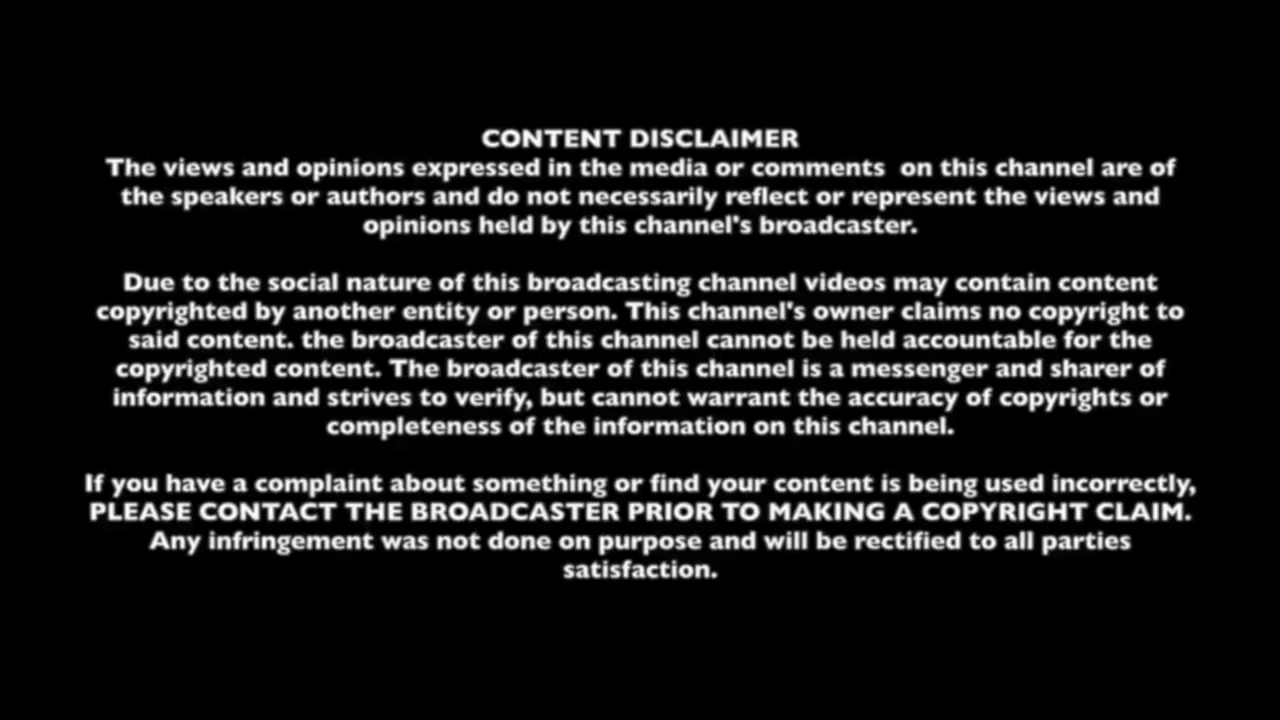 CONTENT DISCLAIMER
The views and opinions expressed in the media or comments  on this channel are of
the speakers or authors and do not necessarily reflect or represent the views and
opinions held by this channel's broadcaster.
Due to the social nature of this broadcasting channel videos may contain content
copyrighted by another entity or person. This channel's owner claims no copyright to
said content. the broadcaster of this channel cannot be held accountable for the
copyrighted content. The broadcaster of this channel is a messenger and sharer of
information and strives to verify, but cannot warrant the accuracy of copyrights or
completeness of the information on this channel.
If you have a complaint about something or find your content is being used incorrectly,
PLEASE CONTACT THE BROADCASTER PRIOR TO MAKING A COPYRIGHT CLAIM.
Any infringement was not done on purpose and will be rectified to all parties
satisfaction.